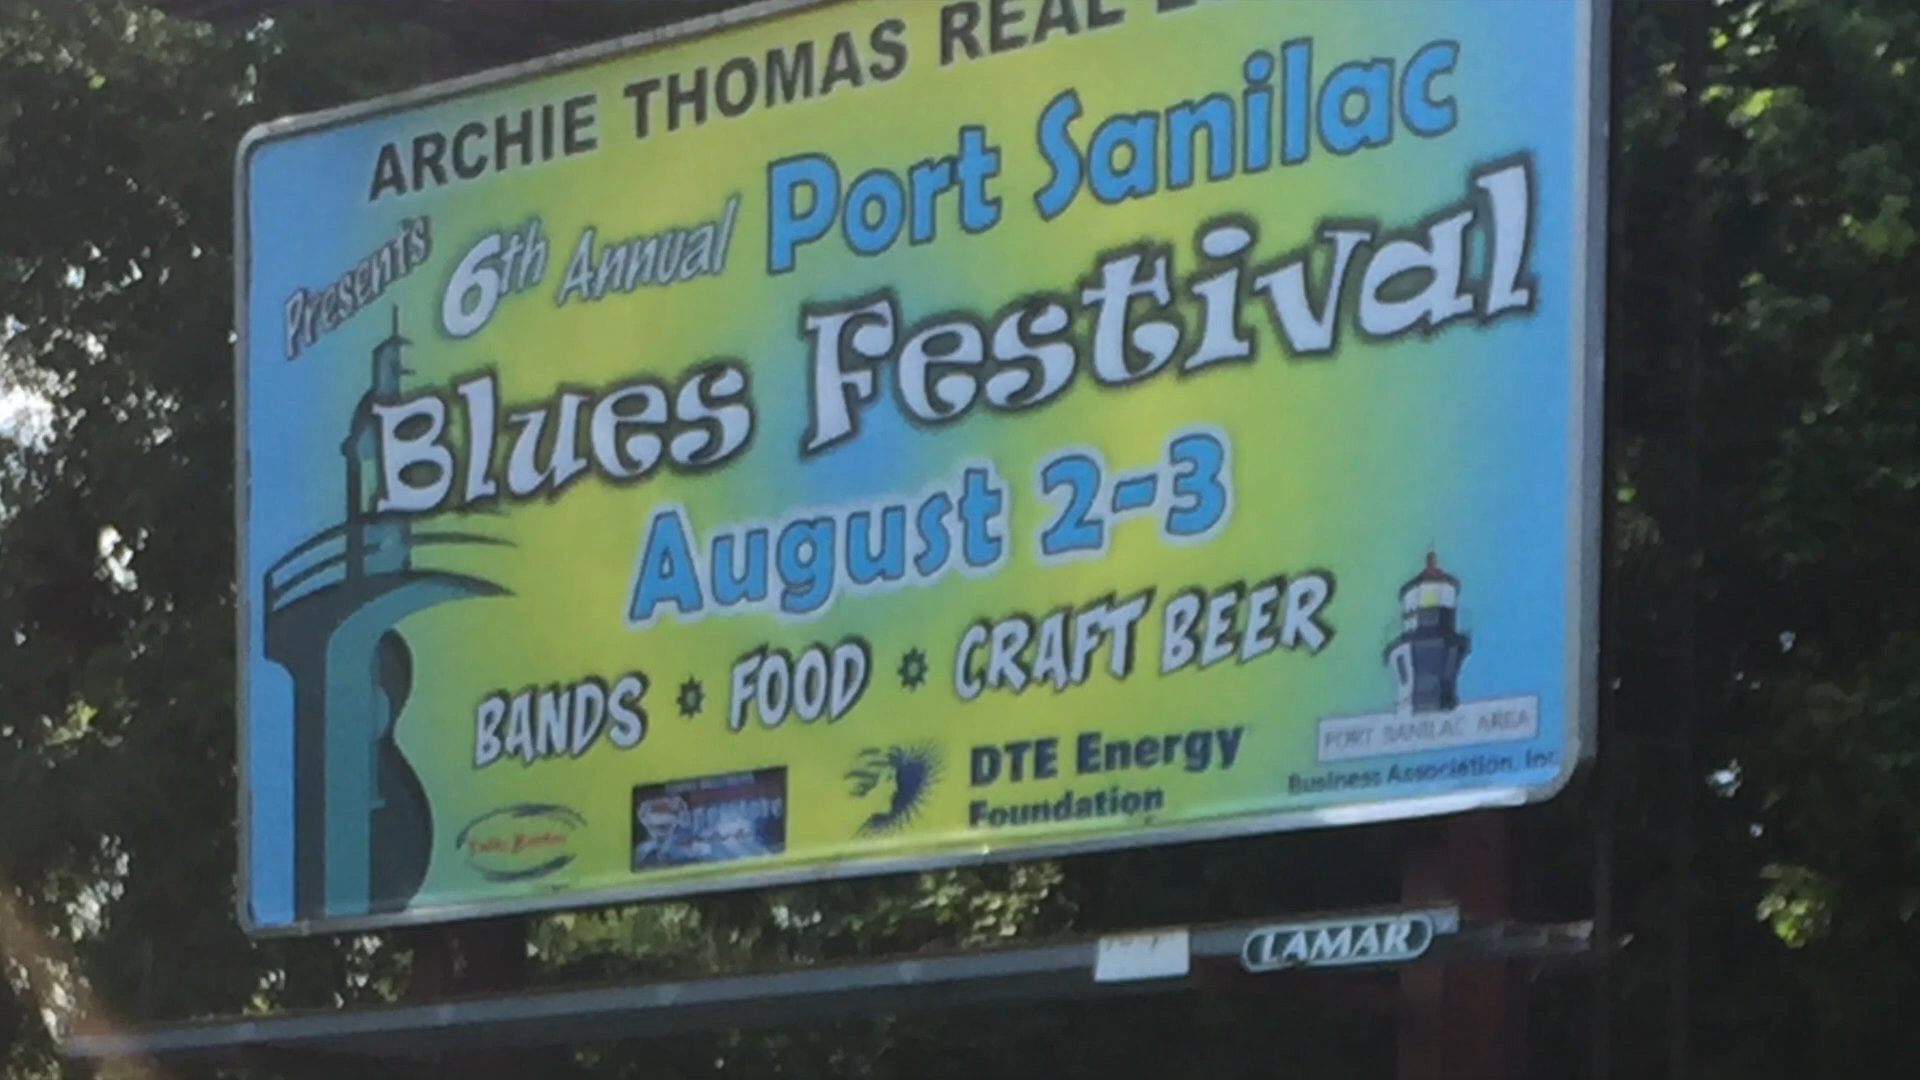 ARCHIE THOMAS REAL
Presents
6th Annual Port Sanilac
Blues Festival
August 2-3
BANDS * FOOD * CRAFT BEER
DTE Energy
Foundation
PORT SANILAC AREA
Business Association, Inc
LAMAR